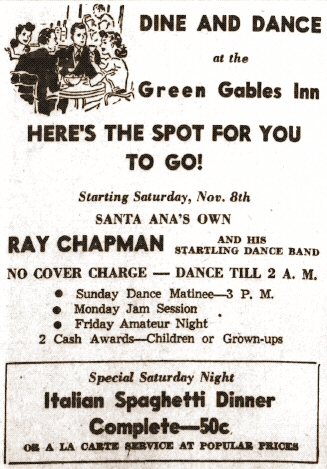 DINE AND DANCE
at the
Green Gables Inn
HERE'S THE SPOT FOR YOU
TO GO!
Starting Saturday, Nov. 8th
SANTA ANA'S OWN
RAY CHAPMAN AND HIS
STARTLING DANCE BAND
NO COVER CHARGE — DANCE TILL 2 A. M.
● Sunday Dance Matinee—3 P. M.
● Monday Jam Session
● Friday Amateur Night
2 Cash Awards—Children or Grown-ups
Special Saturday Night
Italian Spaghetti Dinner
Complete—50c
OR A LA CARTE SERVICE AT POPULAR PRICES